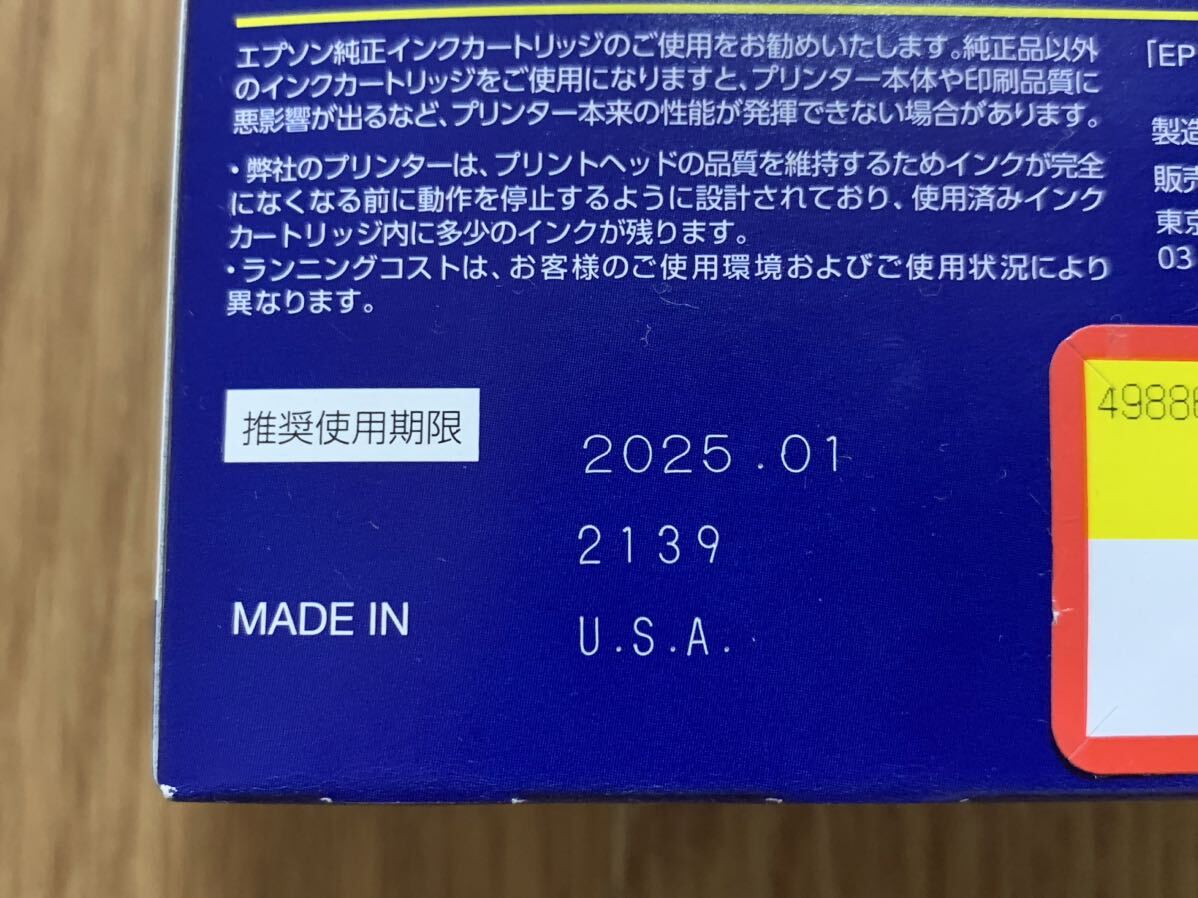 エプソン純正インクカートリッジのご使用をお勧めいたします。純正品以外
のインクカートリッジをご使用になりますと、プリンター本体や印刷品質に
悪影響が出るなど、プリンター本来の性能が発揮できない場合があります。
・弊社のプリンターは、プリントヘッドの品質を維持するためインクが完全
になくなる前に動作を停止するように設計されており、使用済みインク
カートリッジ内に多少のインクが残ります。
・ランニングコストは、お客様のご使用環境およびご使用状況により
異なります。
「EP
製造
販売
東京
03
4988
推奨使用期限
2025.01
2139
MADE IN
U.S.A.